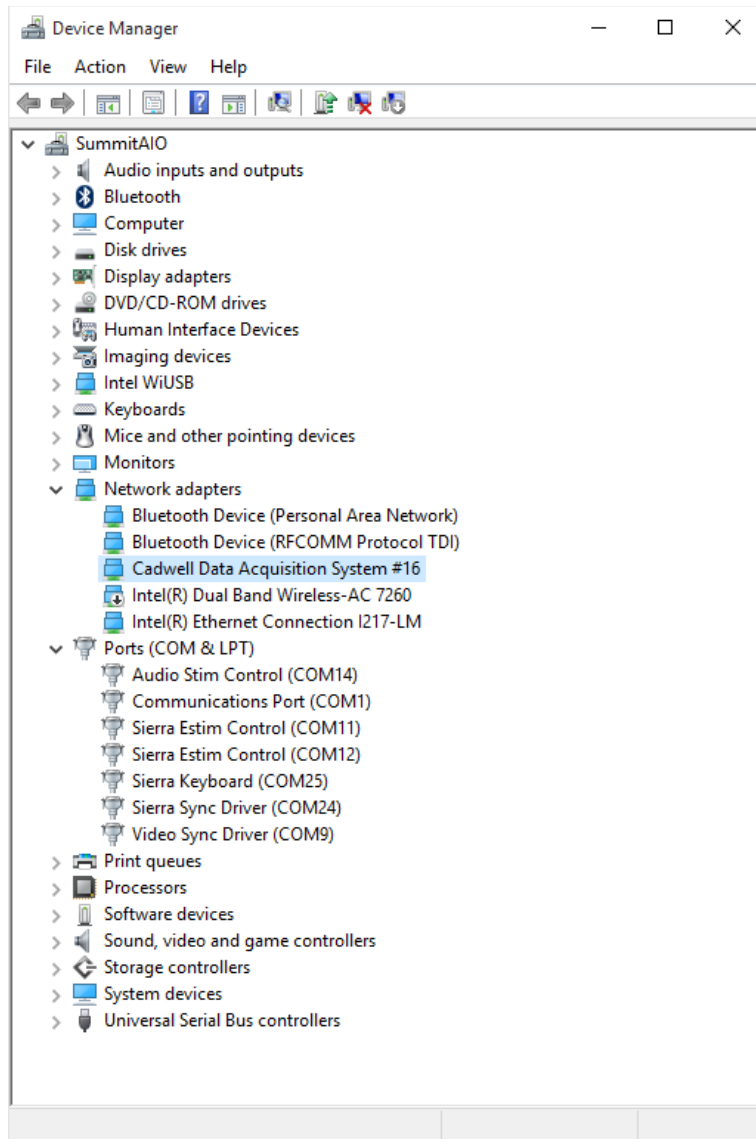 Device Manager
File Action View Help
SummitAIO
Audio inputs and outputs
Bluetooth
Computer
Disk drives
Display adapters
DVD/CD-ROM drives
Human Interface Devices
Imaging devices
Intel WiUSB
Keyboards
Mice and other pointing devices
Monitors
Network adapters
Bluetooth Device (Personal Area Network)
Bluetooth Device (RFCOMM Protocol TDI)
Cadwell Data Acquisition System #16
Intel(R) Dual Band Wireless-AC 7260
Intel(R) Ethernet Connection I217-LM
Ports (COM & LPT)
Audio Stim Control (COM14)
Communications Port (COM1)
Sierra Estim Control (COM11)
Sierra Estim Control (COM12)
Sierra Keyboard (COM25)
Sierra Sync Driver (COM24)
Video Sync Driver (COM9)
Print queues
Processors
Software devices
Sound, video and game controllers
Storage controllers
System devices
Universal Serial Bus controllers